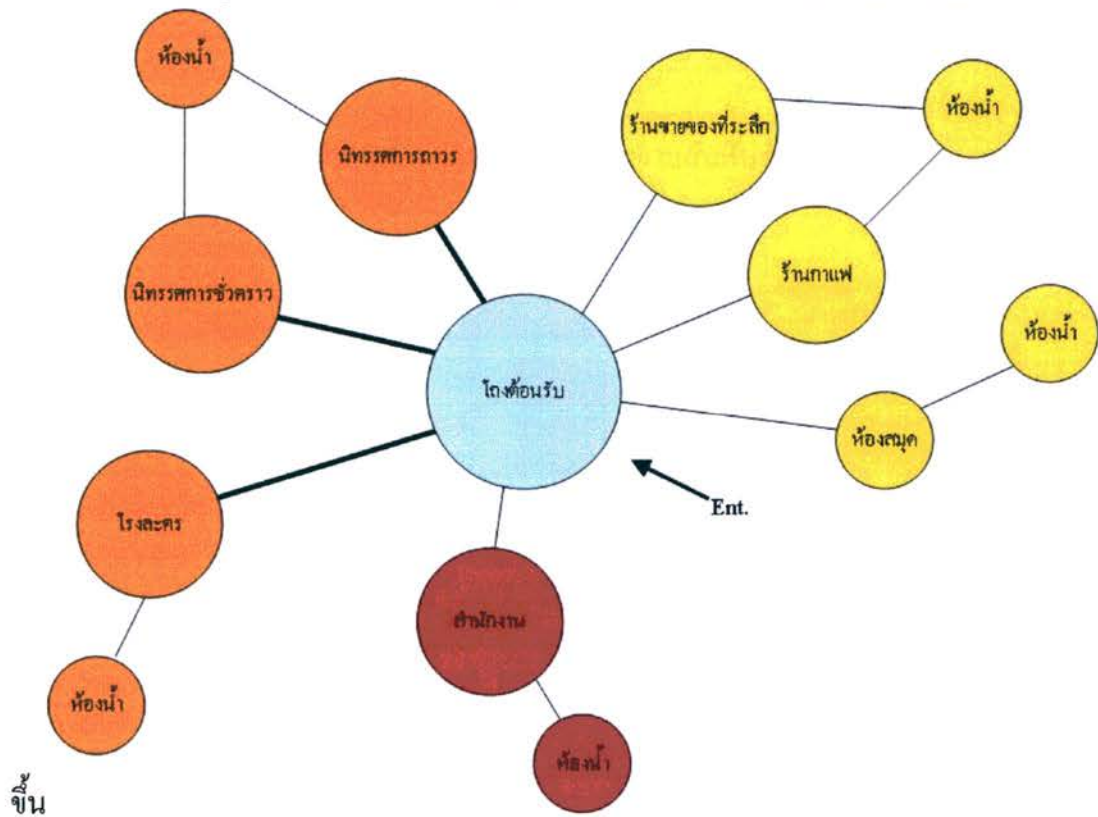 ห้องน้ำ
นิทรรศการถาวร
ร้านขายของที่ระลึก
ห้องน้ำ
นิทรรศการชั่วคราว
ร้านกาแฟ
ห้องน้ำ
โถงต้อนรับ
ห้องสมุด
Ent.
โรงละคร
สำนักงาน
ห้องน้ำ
ห้องน้ำ
ขึ้น